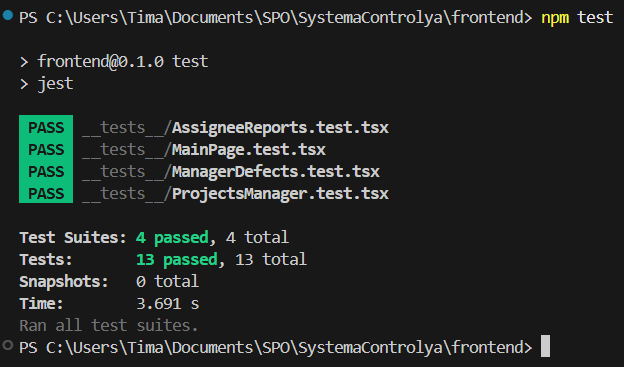 PS C:\Users\Tima\Documents\SPO\SystemaControlya\frontend> npm test
> frontend@0.1.0 test
> jest
PASS __tests__/AssigneeReports.test.tsx
PASS __tests__/MainPage.test.tsx
PASS __tests__/ManagerDefects.test.tsx
PASS __tests__/ProjectsManager.test.tsx
Test Suites: 4 passed, 4 total
Tests: 13 passed, 13 total
Snapshots: 0 total
Time: 3.691 s
Ran all test suites.
PS C:\Users\Tima\Documents\SPO\SystemaControlya\frontend>